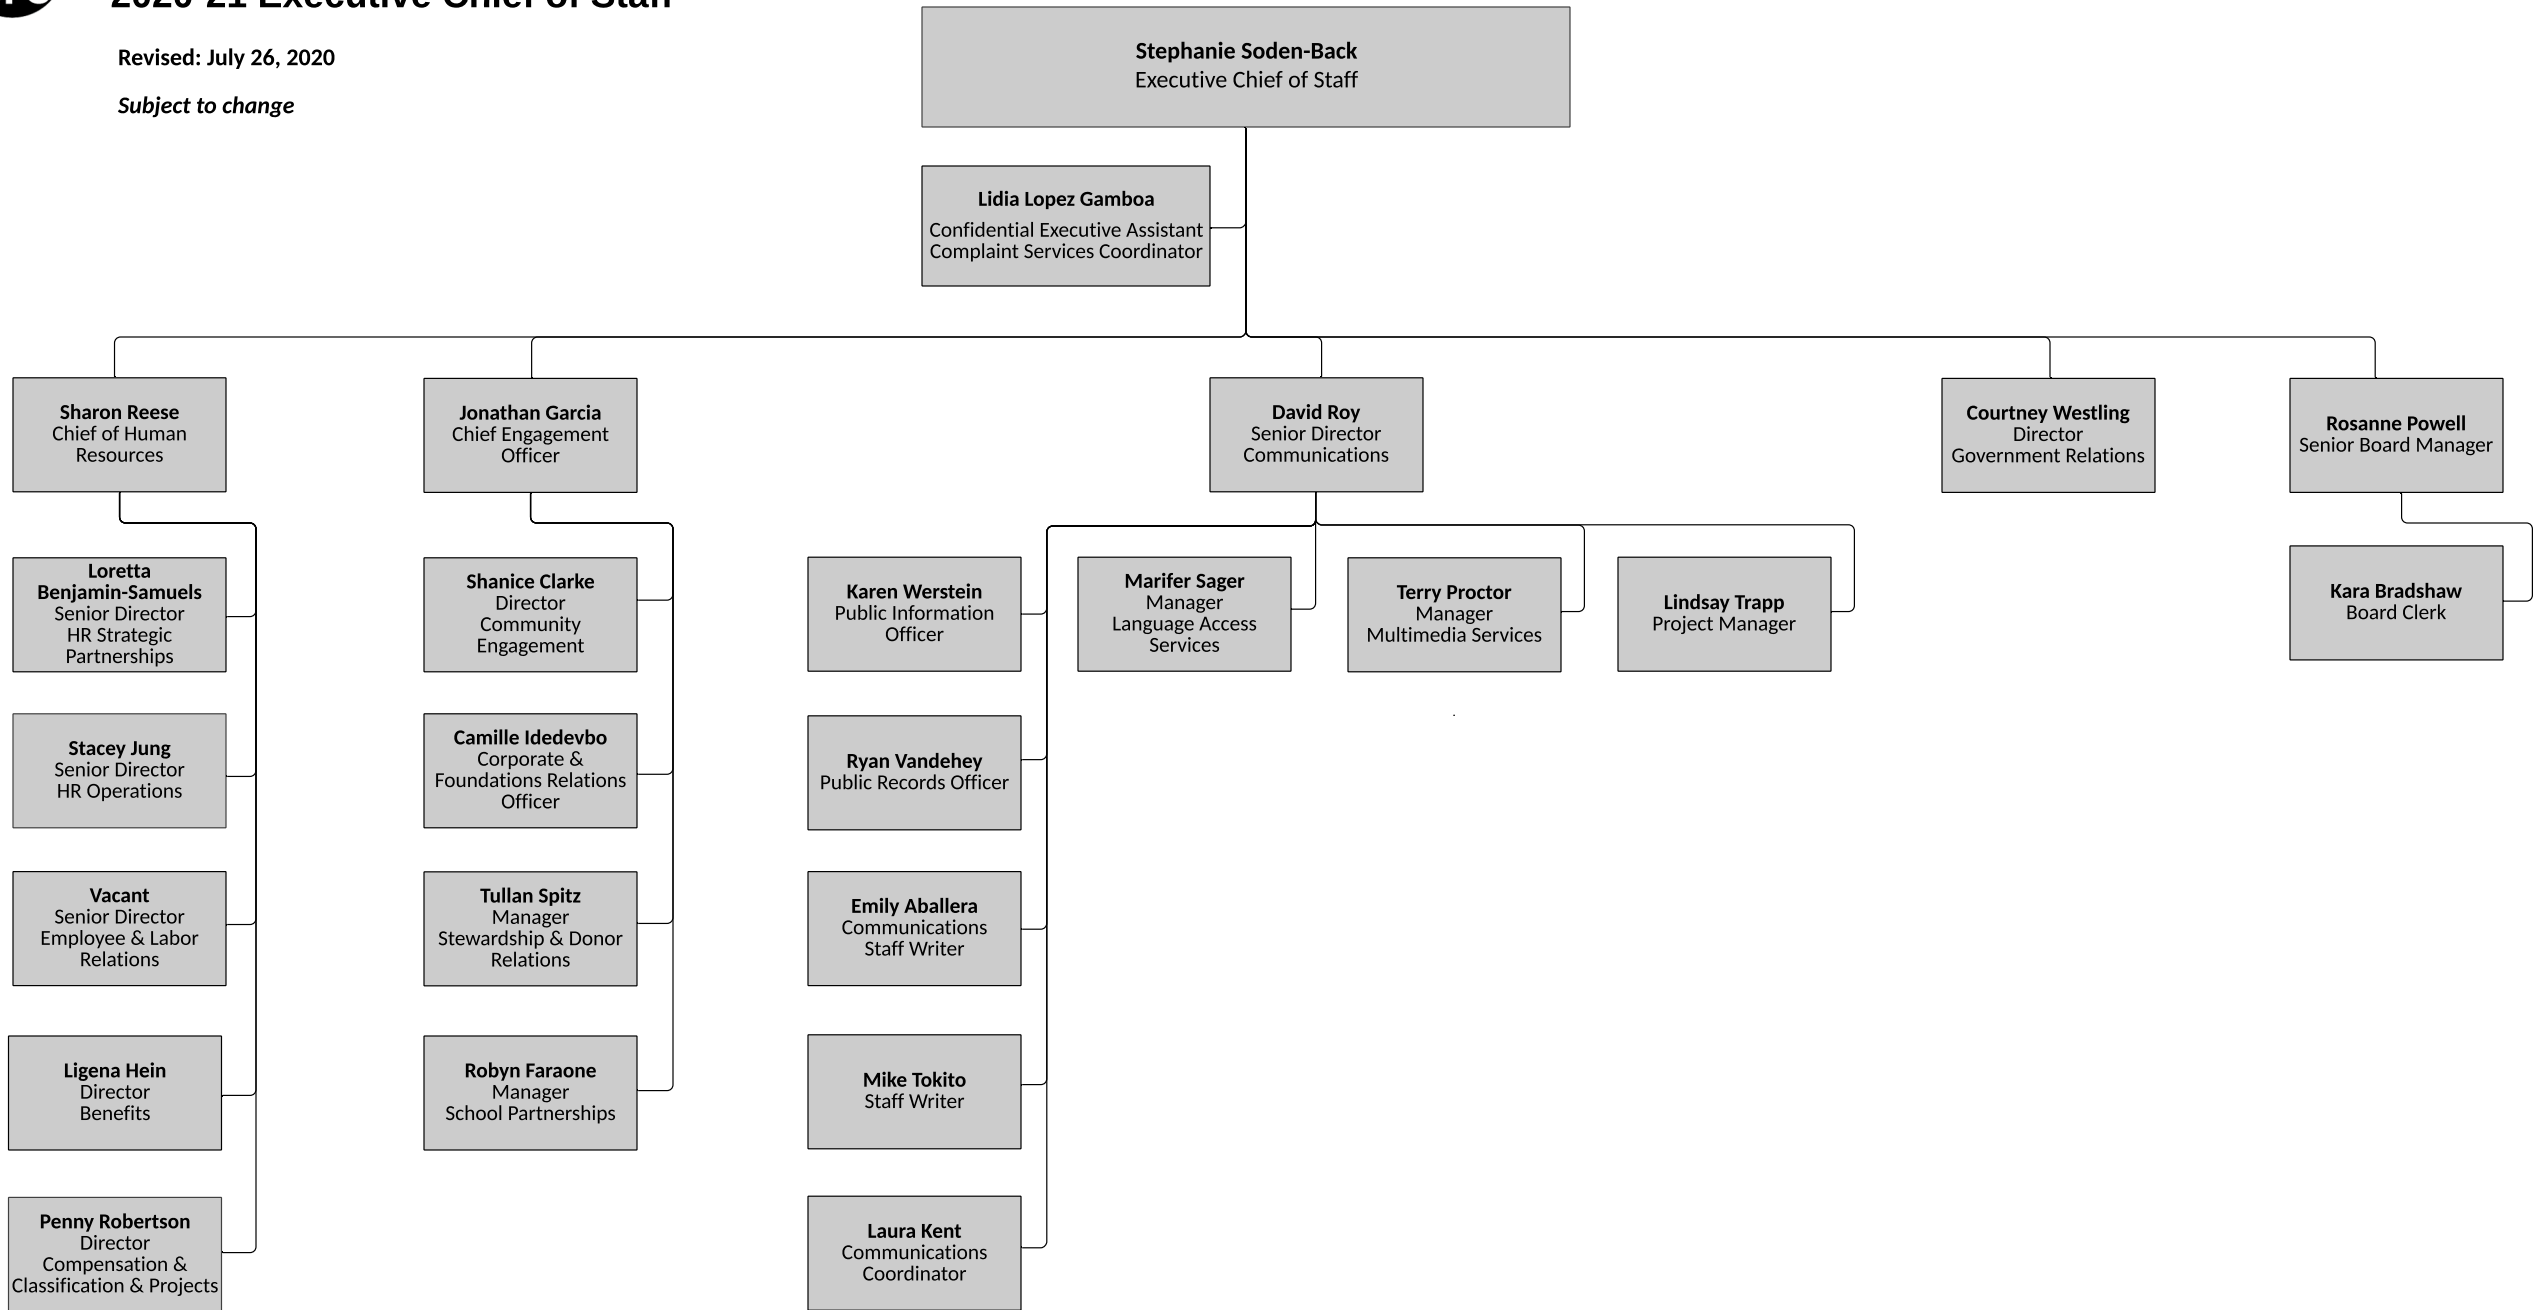 2020-21 Executive Chief of Staff
Revised: July 26, 2020
Subject to change
Stephanie Soden-Back
Executive Chief of Staff
Lidia Lopez Gamboa
Confidential Executive Assistant
Complaint Services Coordinator
Sharon Reese
Chief of Human
Resources
Jonathan Garcia
Chief Engagement
Officer
David Roy
Senior Director
Communications
Courtney Westling
Director
Government Relations
Rosanne Powell
Senior Board Manager
Loretta
Benjamin-Samuels
Senior Director
HR Strategic
Partnerships
Shanice Clarke
Director
Community
Engagement
Karen Werstein
Public Information
Officer
Marifer Sager
Manager
Language Access
Services
Terry Proctor
Manager
Multimedia Services
Lindsay Trapp
Project Manager
Kara Bradshaw
Board Clerk
Stacey Jung
Senior Director
HR Operations
Camille Idedevbo
Corporate &
Foundations Relations
Officer
Ryan Vandehey
Public Records Officer
Vacant
Senior Director
Employee & Labor
Relations
Tullan Spitz
Manager
Stewardship & Donor
Relations
Emily Aballera
Communications
Staff Writer
Ligena Hein
Director
Benefits
Robyn Faraone
Manager
School Partnerships
Mike Tokito
Staff Writer
Penny Robertson
Director
Compensation &
Classification & Projects
Laura Kent
Communications
Coordinator